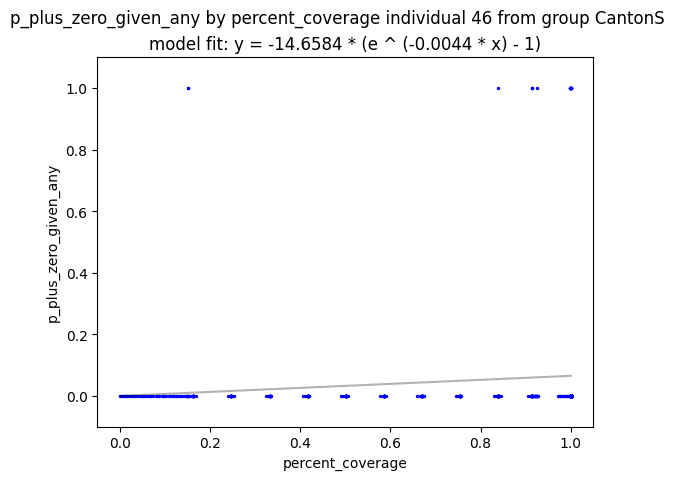 p_plus_zero_given_any by percent_coverage individual 46 from group CantonS
model fit: y = -14.6584 * (e ^ (-0.0044 * x) - 1)
1.0
0.8
0.6
0.4
0.2
0.0
p_plus_zero_given_any
0.0 0.2 0.4 0.6 0.8 1.0
percent_coverage